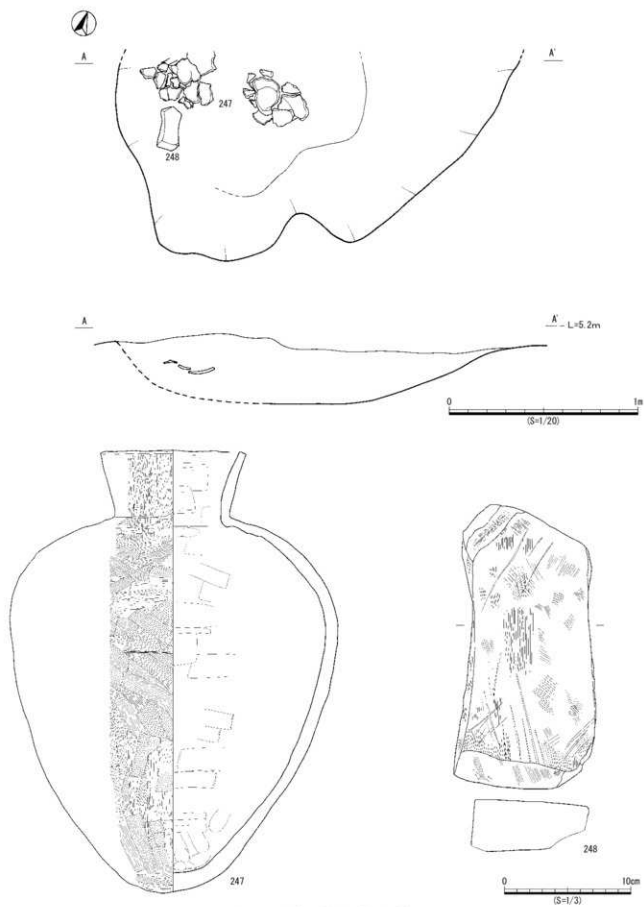 A A'
247
248
A A' L=5.2m
0 1m
(S=1/20)
247
248
0 10cm
(S=1/3)